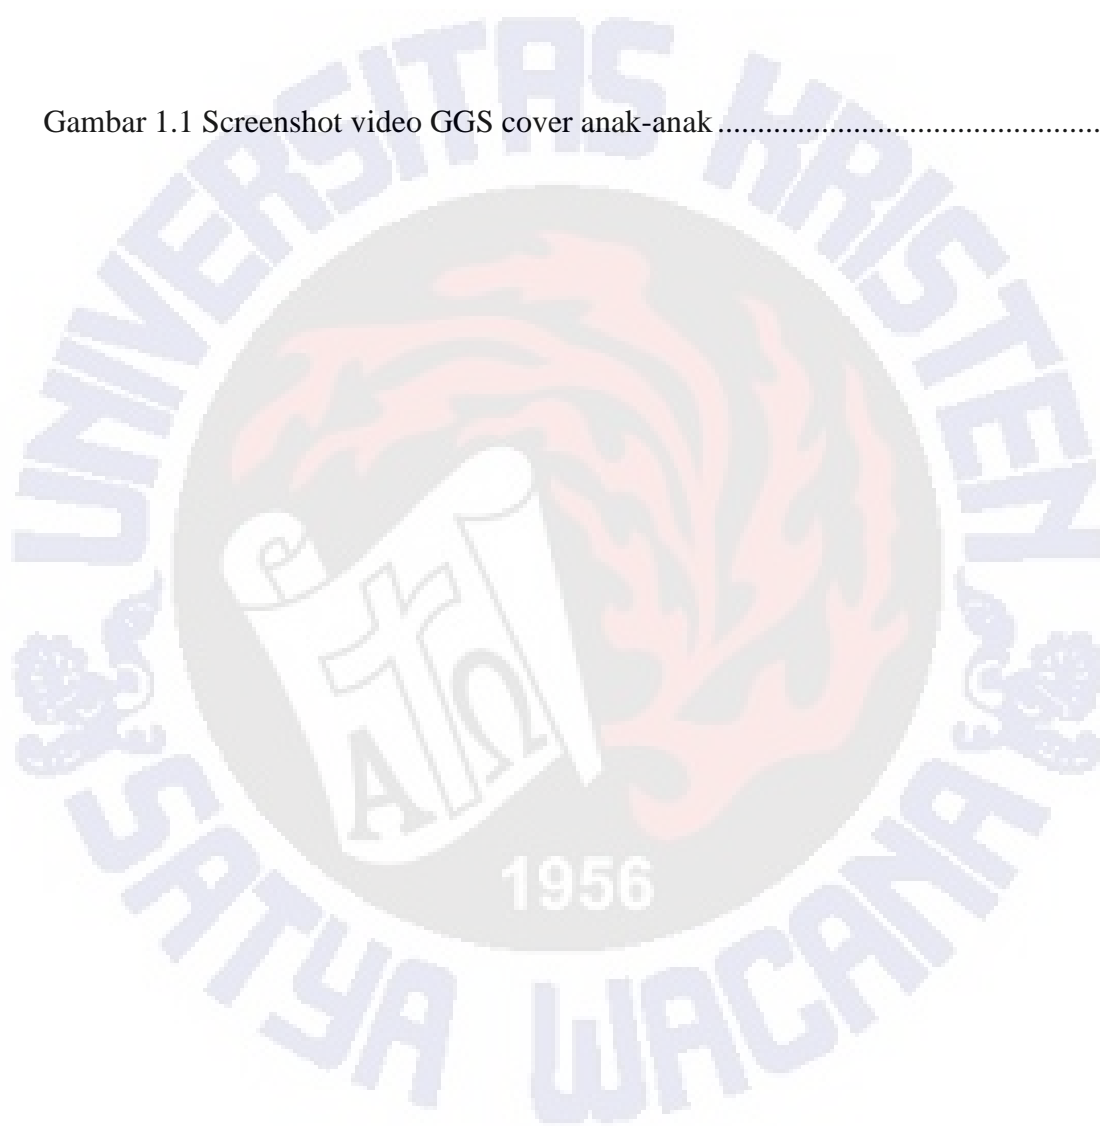 Gambar 1.1 Screenshot video GGS cover anak-anak ................................................
UNIVERSITAS KRISTEN
Α Ω
1956
SATYA WACANA